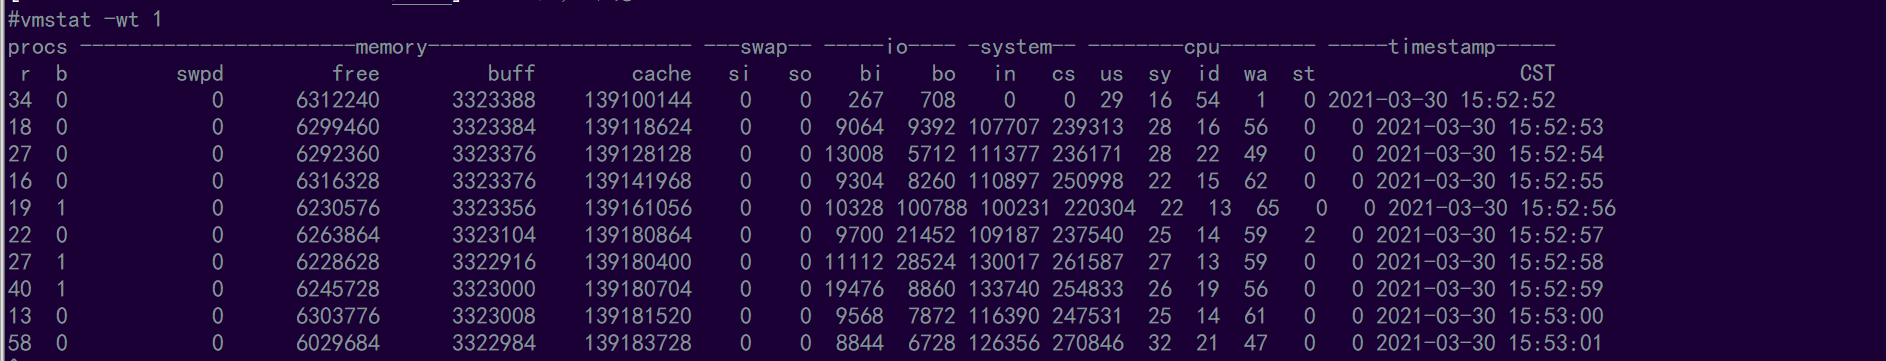 #vmstat -wt 1
procs -----------------------memory---------------------- ---swap-- -----io---- -system-- --------cpu-------- -----timestamp-----
 r  b         swpd         free         buff        cache   si   so    bi    bo   in   cs  us  sy  id  wa  st                 CST
34  0            0      6312240      3323388    139100144    0    0   267   708    0    0  29  16  54   1   0 2021-03-30 15:52:52
18  0            0      6299460      3323384    139118624    0    0  9064  9392 107707 239313  28  16  56   0   0 2021-03-30 15:52:53
27  0            0      6292360      3323376    139128128    0    0 13008  5712 111377 236171  28  22  49   0   0 2021-03-30 15:52:54
16  0            0      6316328      3323376    139141968    0    0  9304  8260 110897 250998  22  15  62   0   0 2021-03-30 15:52:55
19  1            0      6230576      3323356    139161056    0    0 10328 100788 100231 220304  22  13  65   0   0 2021-03-30 15:52:56
22  0            0      6263864      3323104    139180864    0    0  9700 21452 109187 237540  25  14  59   2   0 2021-03-30 15:52:57
27  1            0      6228628      3322916    139180400    0    0 11112 28524 130017 261587  27  13  59   0   0 2021-03-30 15:52:58
40  1            0      6245728      3323000    139180704    0    0 19476  8860 133740 254833  26  19  56   0   0 2021-03-30 15:52:59
13  0            0      6303776      3323008    139181520    0    0  9568  7872 116390 247531  25  14  61   0   0 2021-03-30 15:53:00
58  0            0      6029684      3322984    139183728    0    0  8844  6728 126356 270846  32  21  47   0   0 2021-03-30 15:53:01